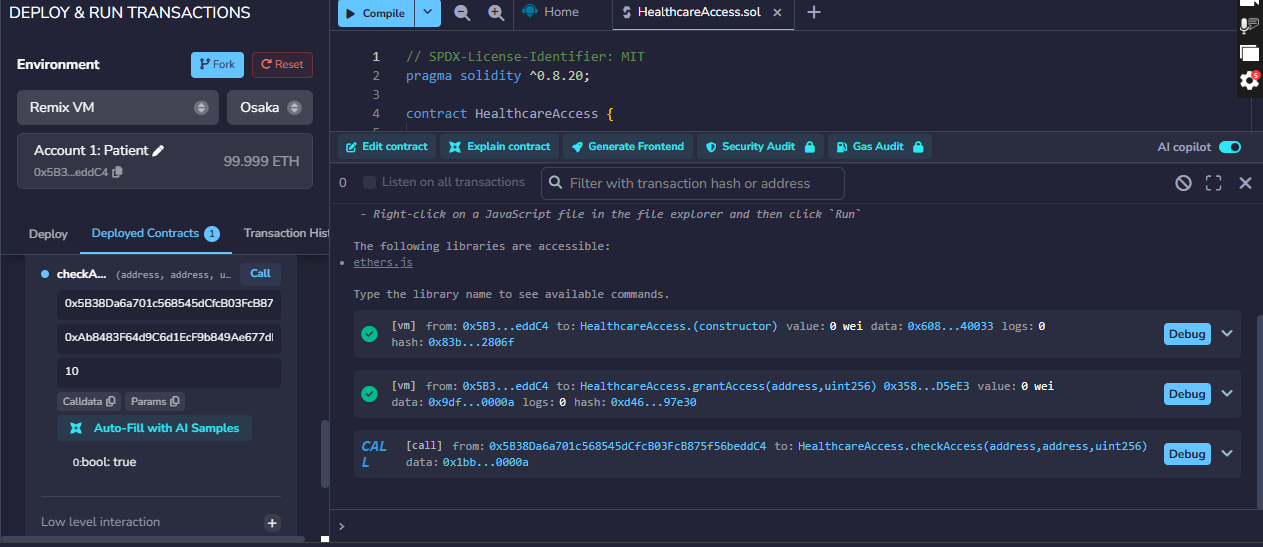 DEPLOY & RUN TRANSACTIONS
Environment
Fork
Reset
Remix VM
Osaka
Account 1: Patient
99.999 ETH
0x5B3...eddC4
Deploy
Deployed Contracts 1
Transaction Hist
checkA... (address, address, u...
Call
0x5B38Da6a701c568545dCfcB03FcB87
0xAb8483F64d9C6d1EcF9b849Ae677dI
10
Calldata
Params
Auto-Fill with AI Samples
0:bool: true
Low level interaction
Compile
Home
HealthcareAccess.sol
1 // SPDX-License-Identifier: MIT
2 pragma solidity ^0.8.20;
3
4 contract HealthcareAccess {
Edit contract
Explain contract
Generate Frontend
Security Audit
Gas Audit
AI copilot
0
Listen on all transactions
Filter with transaction hash or address
- Right-click on a JavaScript file in the file explorer and then click `Run`
The following libraries are accessible:
• ethers.js
Type the library name to see available commands.
[vm] from: 0x5B3...eddC4 to: HealthcareAccess.(constructor) value: 0 wei data: 0x608...40033 logs: 0
hash: 0x83b...2806f
Debug
[vm] from: 0x5B3...eddC4 to: HealthcareAccess.grantAccess(address,uint256) 0x358...D5eE3 value: 0 wei
data: 0x9df...0000a logs: 0 hash: 0xd46...97e30
Debug
CALL
[call] from: 0x5B38Da6a701c568545dCfcB03FcB875f56beddC4 to: HealthcareAccess.checkAccess(address,address,uint256)
data: 0x1bb...0000a
Debug
>